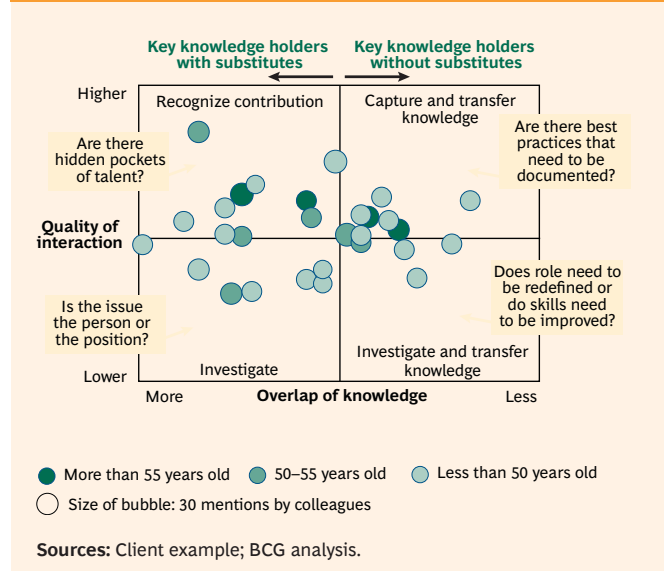 Key knowledge holders
with substitutes
Key knowledge holders
without substitutes
Higher
Recognize contribution
Capture and transfer
knowledge
Are there
hidden pockets
of talent?
Are there best
practices that
need to be
documented?
Quality of
interaction
Is the issue
the person or
the position?
Does role need to
be redefined or
do skills need
to be improved?
Investigate
Investigate and transfer
knowledge
Lower
More
Overlap of knowledge
Less
More than 55 years old
50–55 years old
Less than 50 years old
Size of bubble: 30 mentions by colleagues
Sources: Client example; BCG analysis.